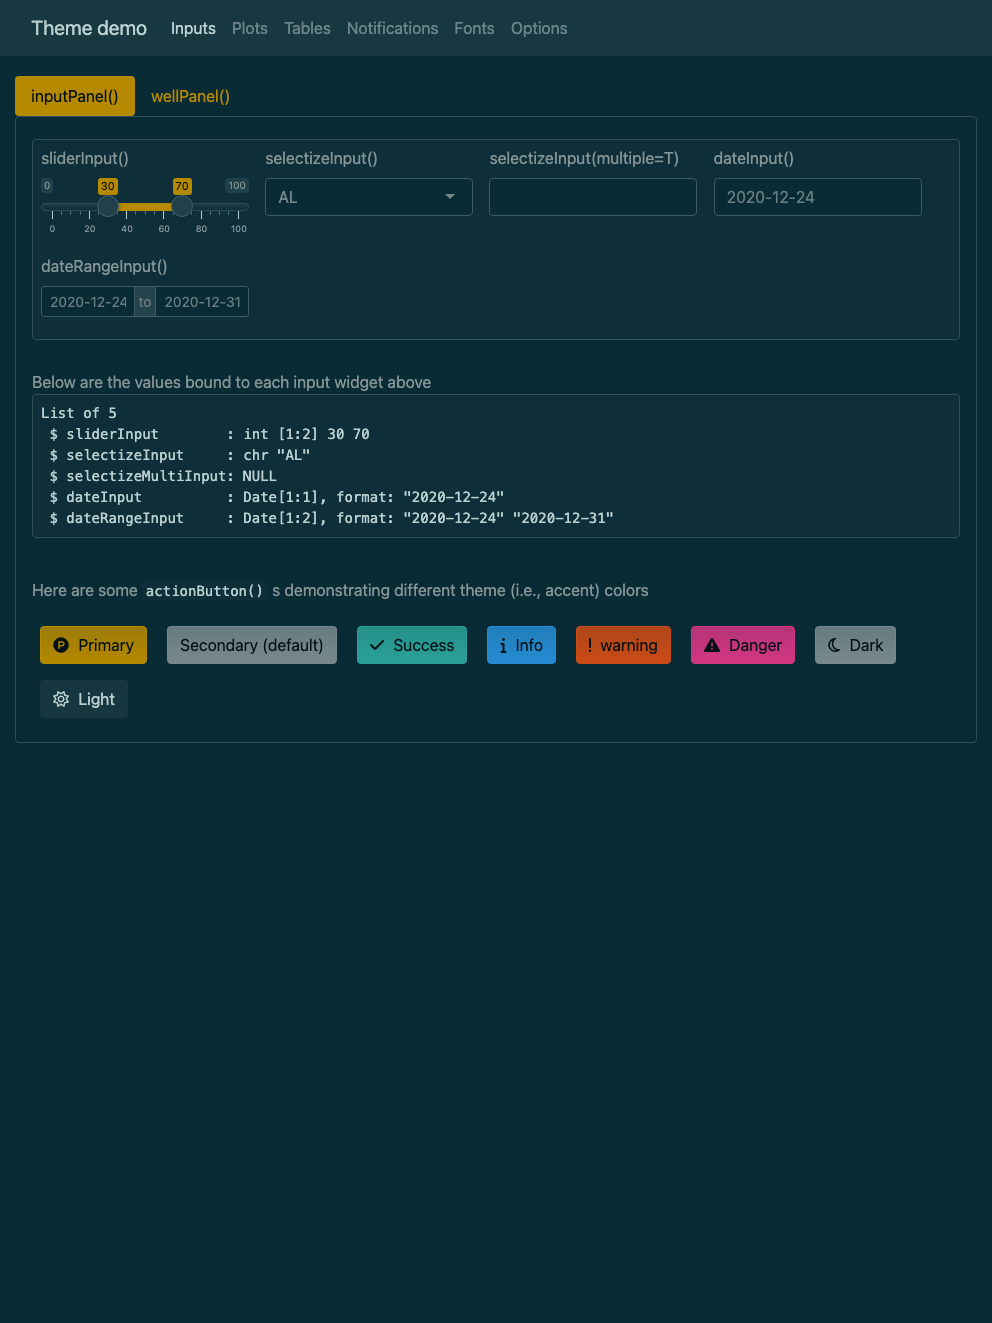 Theme demo Inputs Plots Tables Notifications Fonts Options
inputPanel() wellPanel()
sliderInput() selectizeInput() selectizeInput(multiple=T) dateInput()
0 30 70 100
AL 2020-12-24
0 20 40 60 80 100
dateRangeInput()
2020-12-24 to 2020-12-31
Below are the values bound to each input widget above
List of 5
 $ sliderInput        : int [1:2] 30 70
 $ selectizeInput     : chr "AL"
 $ selectizeMultiInput: NULL
 $ dateInput          : Date[1:1], format: "2020-12-24"
 $ dateRangeInput     : Date[1:2], format: "2020-12-24" "2020-12-31"
Here are some actionButton() s demonstrating different theme (i.e., accent) colors
P Primary Secondary (default) Success Info warning Danger Dark
Light